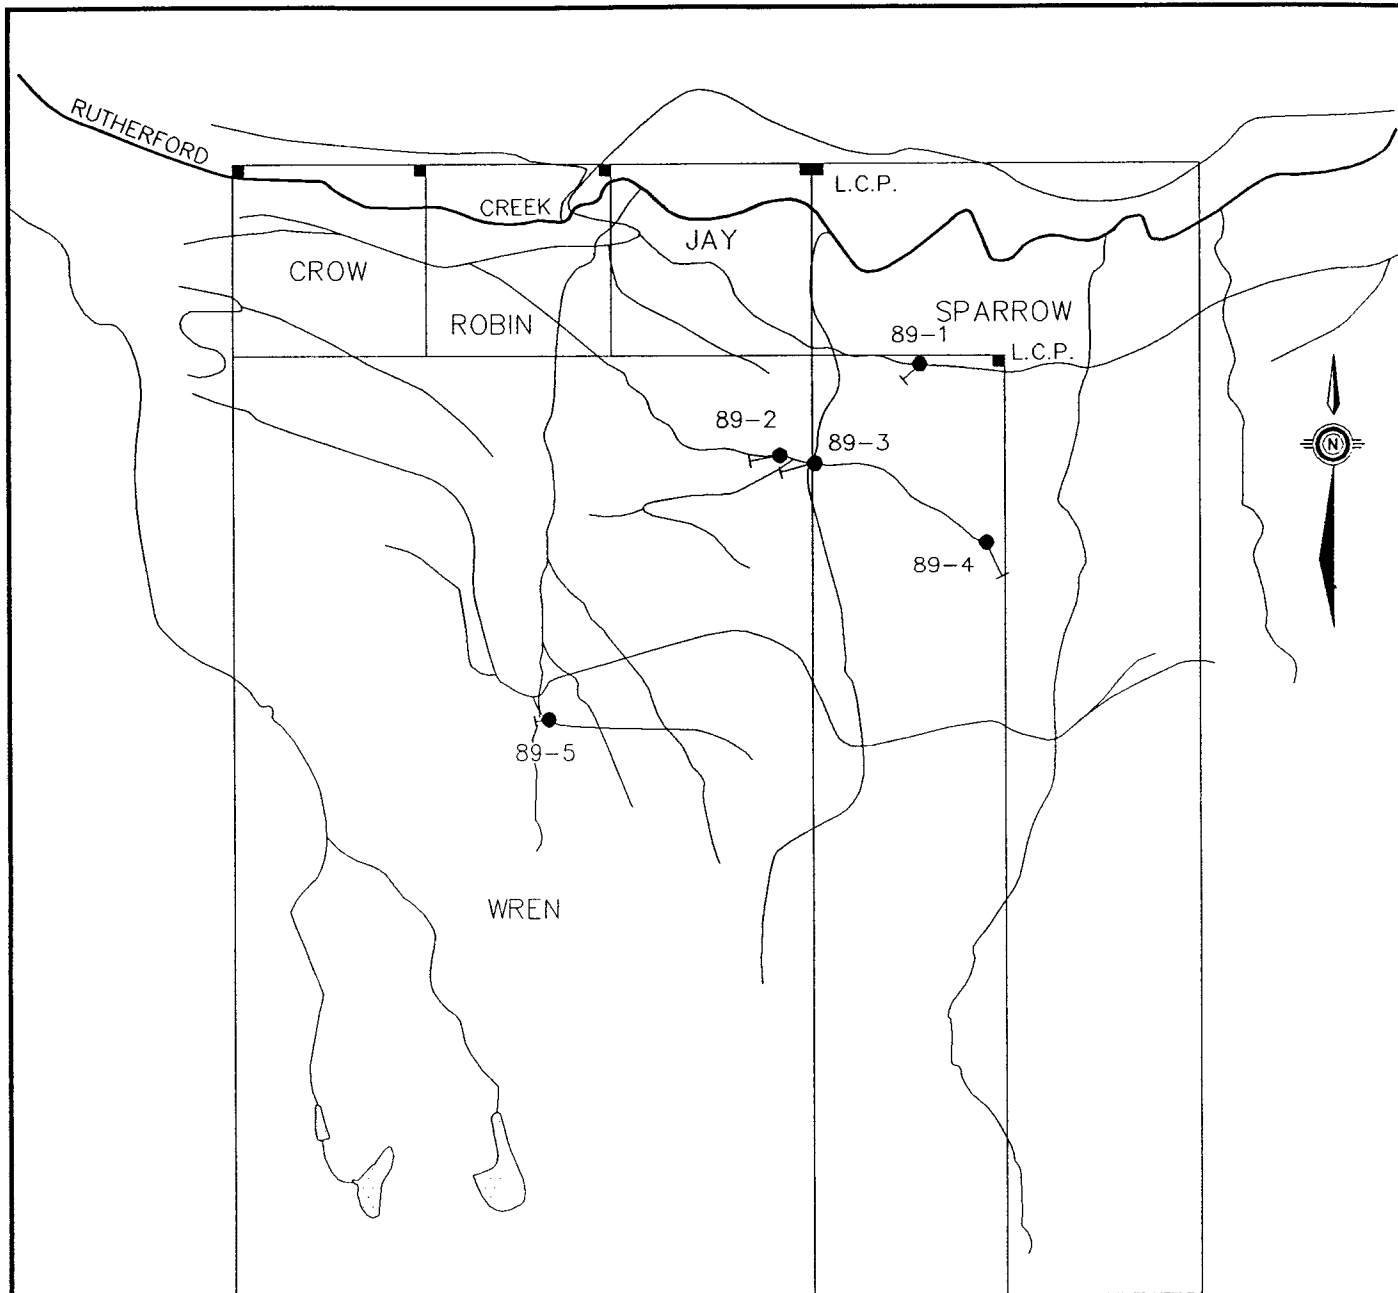 RUTHERFORD
CREEK
L.C.P.
JAY
CROW
ROBIN
SPARROW
89-1
L.C.P.
89-2
89-3
N
89-4
89-5
WREN